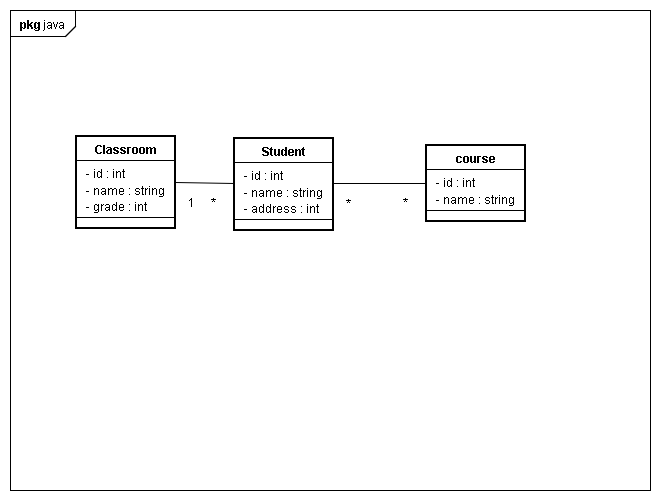 pkg java
Classroom
- id : int
- name : string
- grade : int
1 *
Student
- id : int
- name : string
- address : int
* *
course
- id : int
- name : string